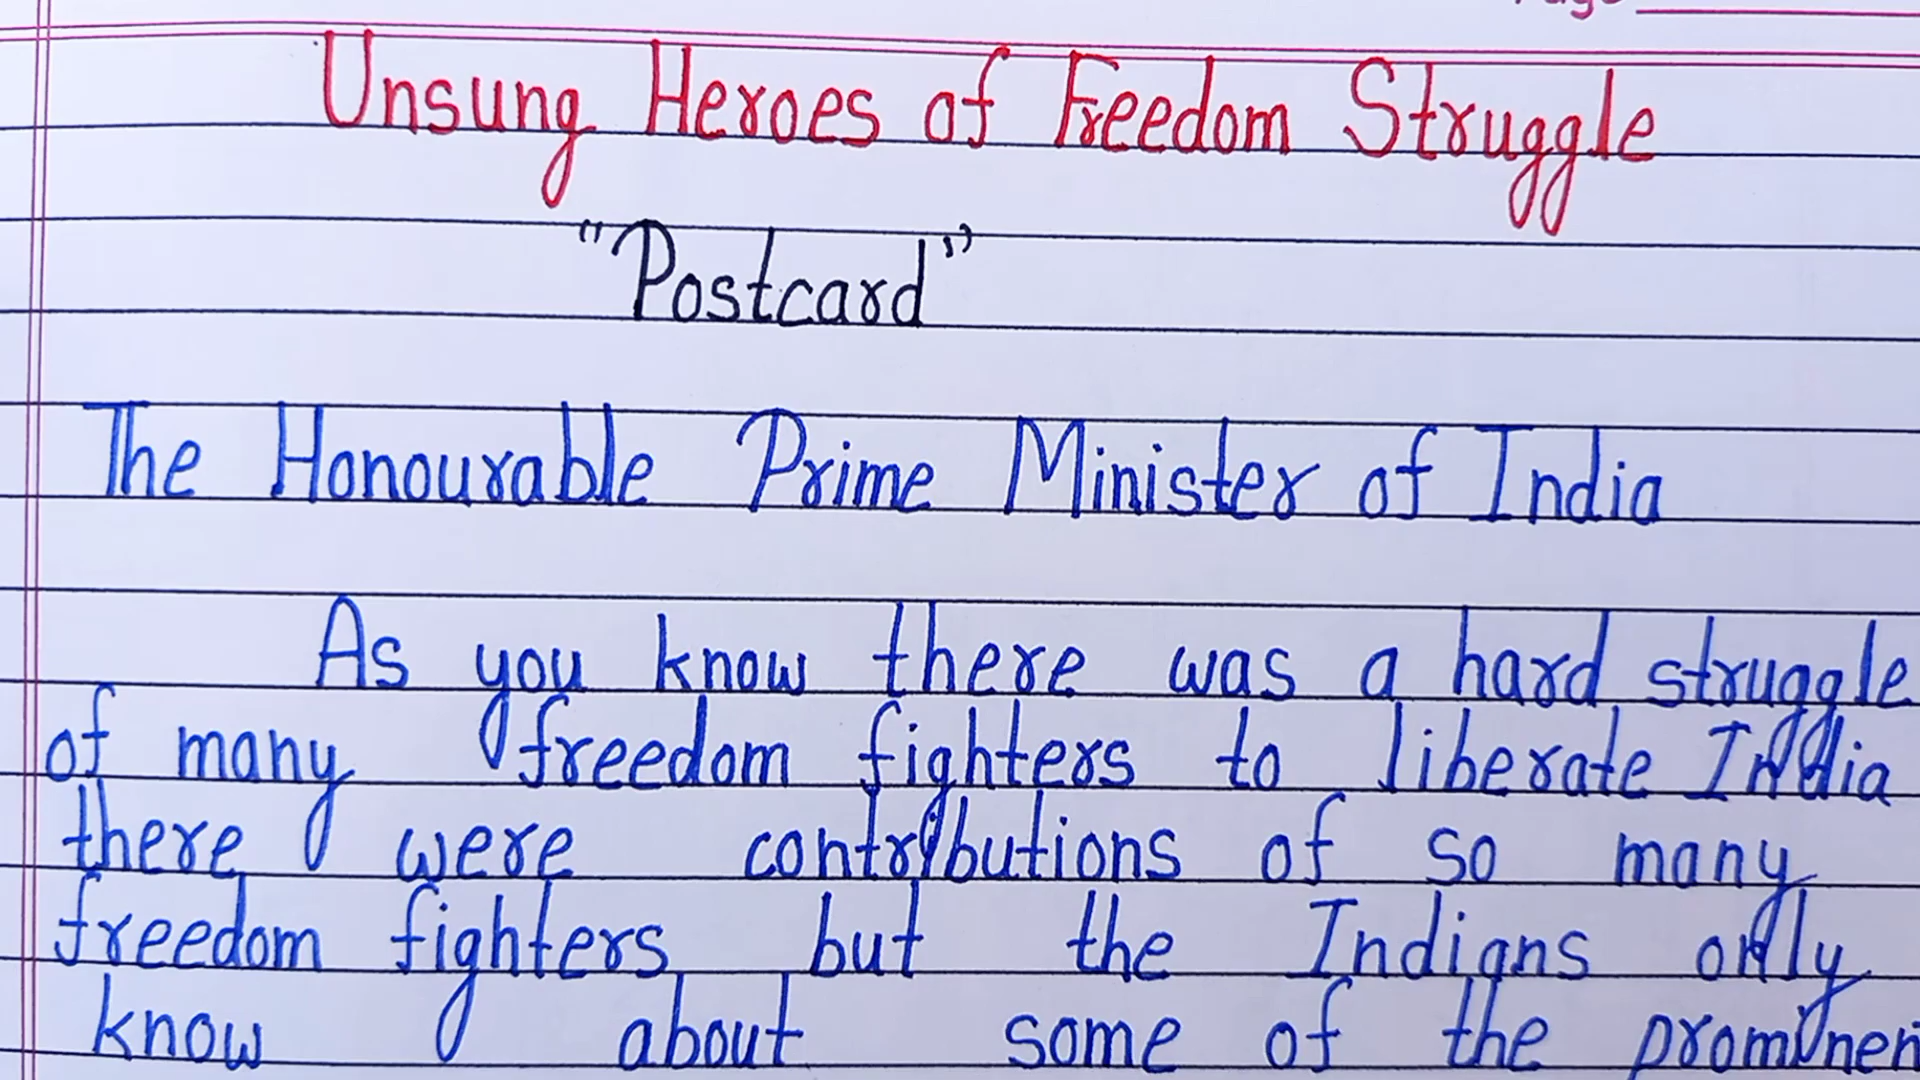 Page
Unsung Heroes of Freedom Struggle
"Postcard"
The Honourable Prime Minister of India
As you know there was a hard struggle
of many freedom fighters to liberate India
there were contributions of so many
freedom fighters but the Indians only
know about some of the prominen